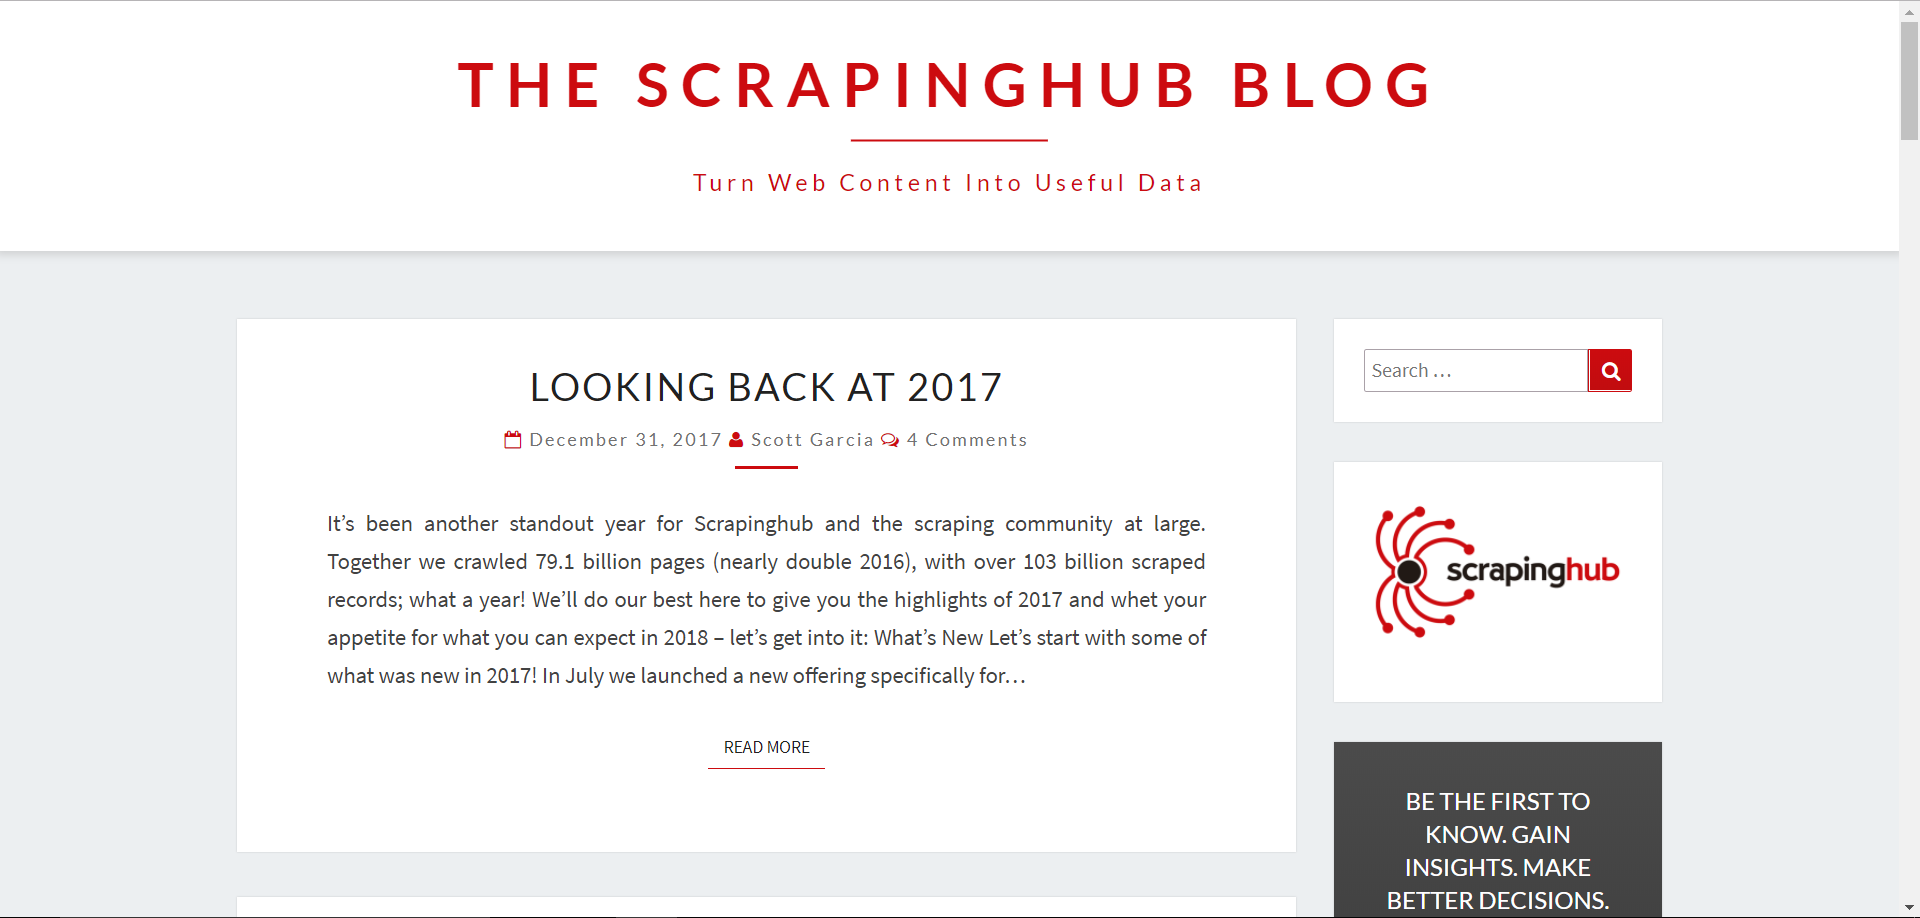 THE SCRAPINGHUB BLOG
Turn Web Content Into Useful Data
LOOKING BACK AT 2017
December 31, 2017 Scott Garcia 4 Comments
It’s been another standout year for Scrapinghub and the scraping community at large.
Together we crawled 79.1 billion pages (nearly double 2016), with over 103 billion scraped
records; what a year! We’ll do our best here to give you the highlights of 2017 and whet your
appetite for what you can expect in 2018 – let’s get into it: What’s New Let’s start with some of
what was new in 2017! In July we launched a new offering specifically for…
READ MORE
Search …
scrapinghub
BE THE FIRST TO
KNOW. GAIN
INSIGHTS. MAKE
BETTER DECISIONS.